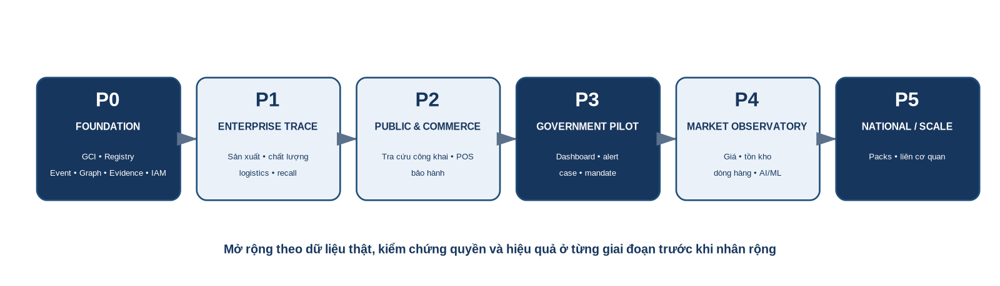 P0
FOUNDATION
GCI • Registry
Event • Graph • Evidence • IAM
P1
ENTERPRISE TRACE
Sản xuất • chất lượng
logistics • recall
P2
PUBLIC & COMMERCE
Tra cứu công khai • POS
bảo hành
P3
GOVERNMENT PILOT
Dashboard • alert
case • mandate
P4
MARKET OBSERVATORY
Giá • tồn kho
dòng hàng • AI/ML
P5
NATIONAL / SCALE
Packs • liên cơ quan
Mở rộng theo dữ liệu thật, kiểm chứng quyền và hiệu quả ở từng giai đoạn trước khi nhân rộng